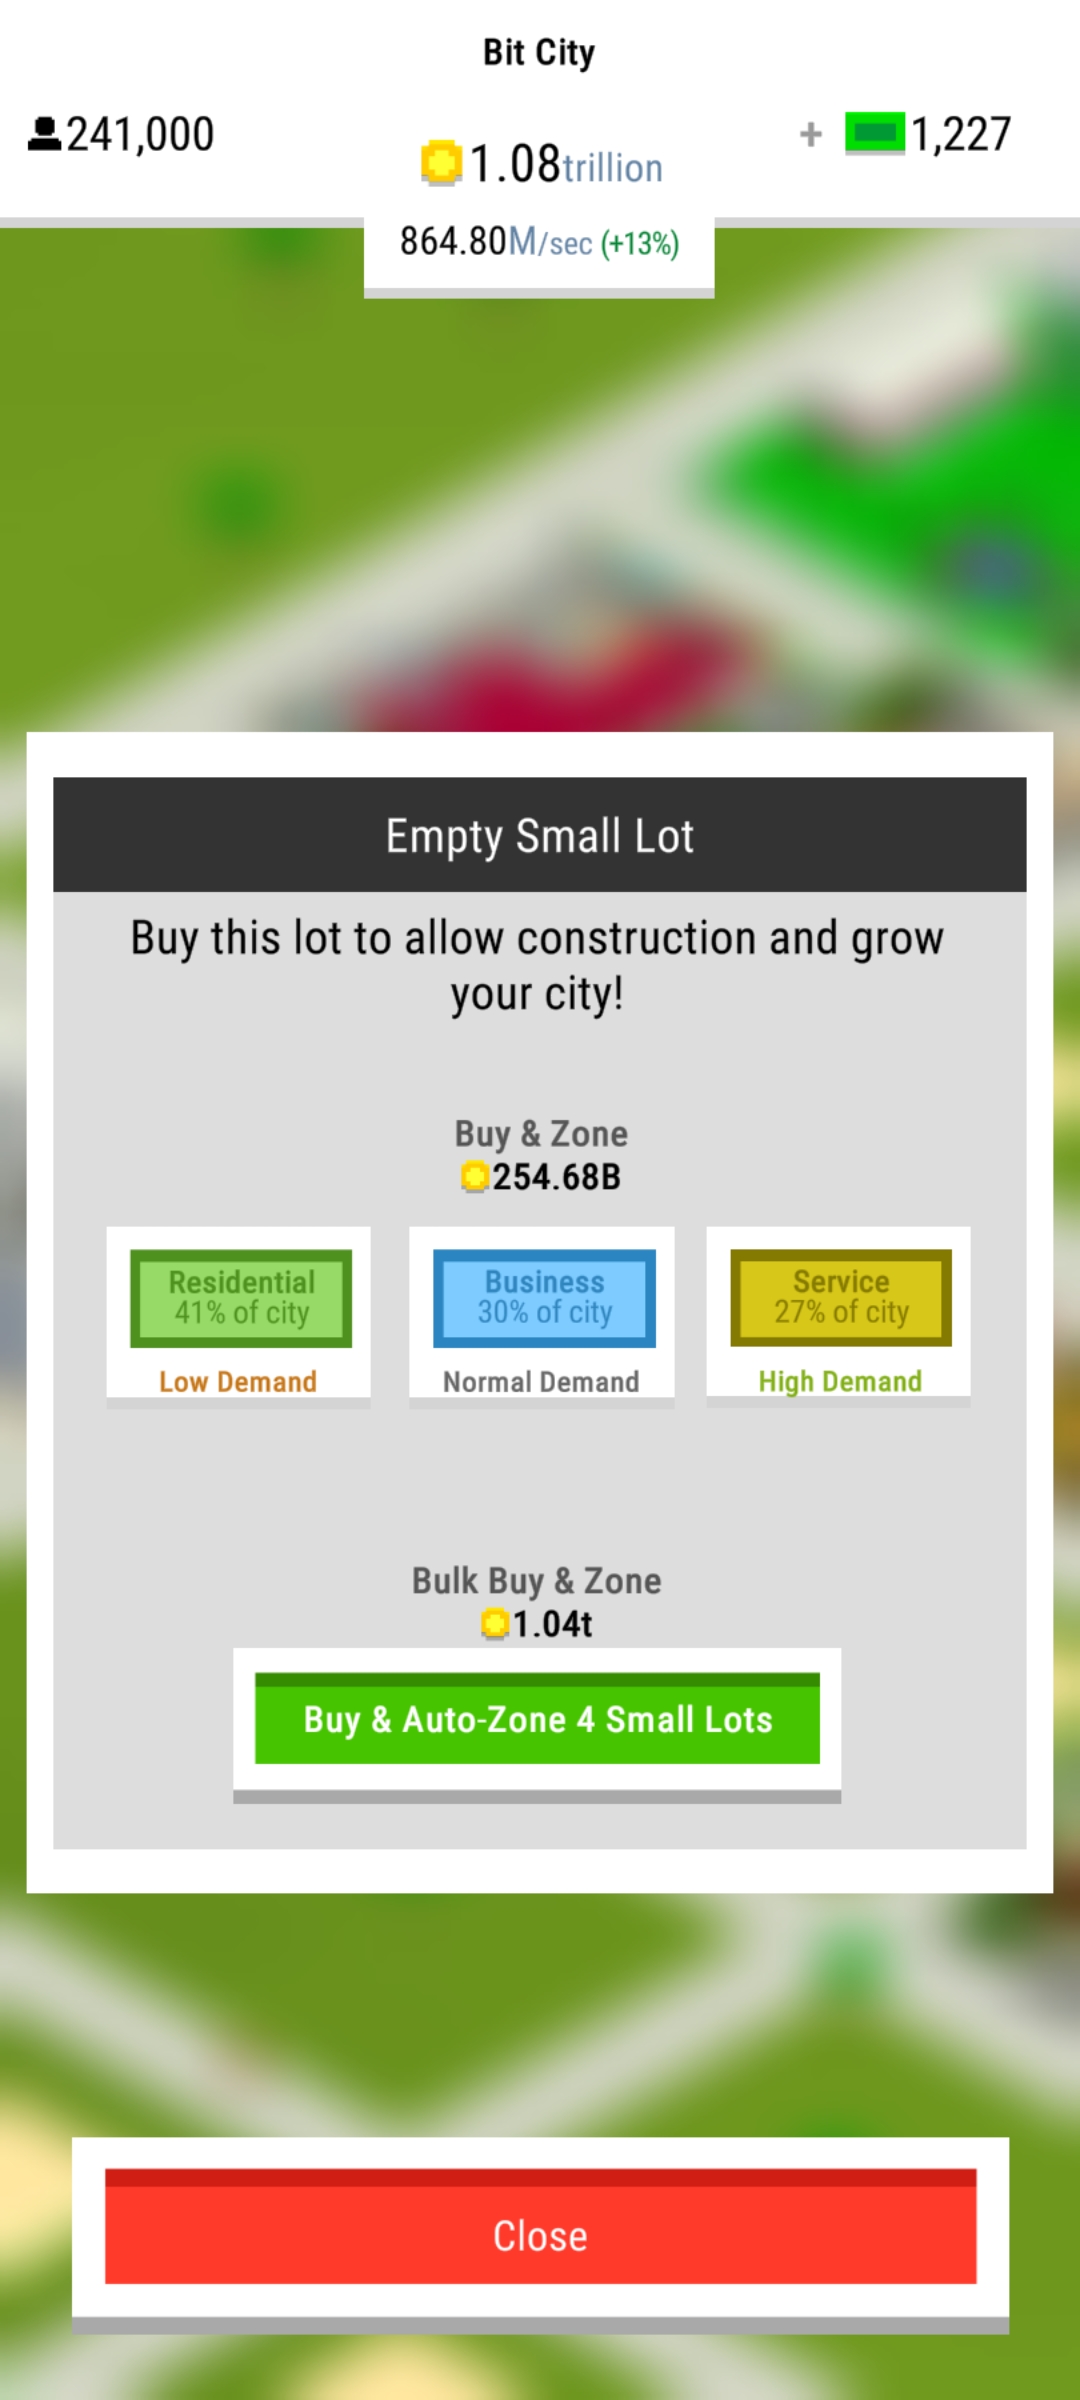 Bit City
241,000
1.08trillion
+ 1,227
864.80M/sec (+13%)
Empty Small Lot
Buy this lot to allow construction and grow
your city!
Buy & Zone
254.68B
Residential
41% of city
Low Demand
Business
30% of city
Normal Demand
Service
27% of city
High Demand
Bulk Buy & Zone
1.04t
Buy & Auto-Zone 4 Small Lots
Close